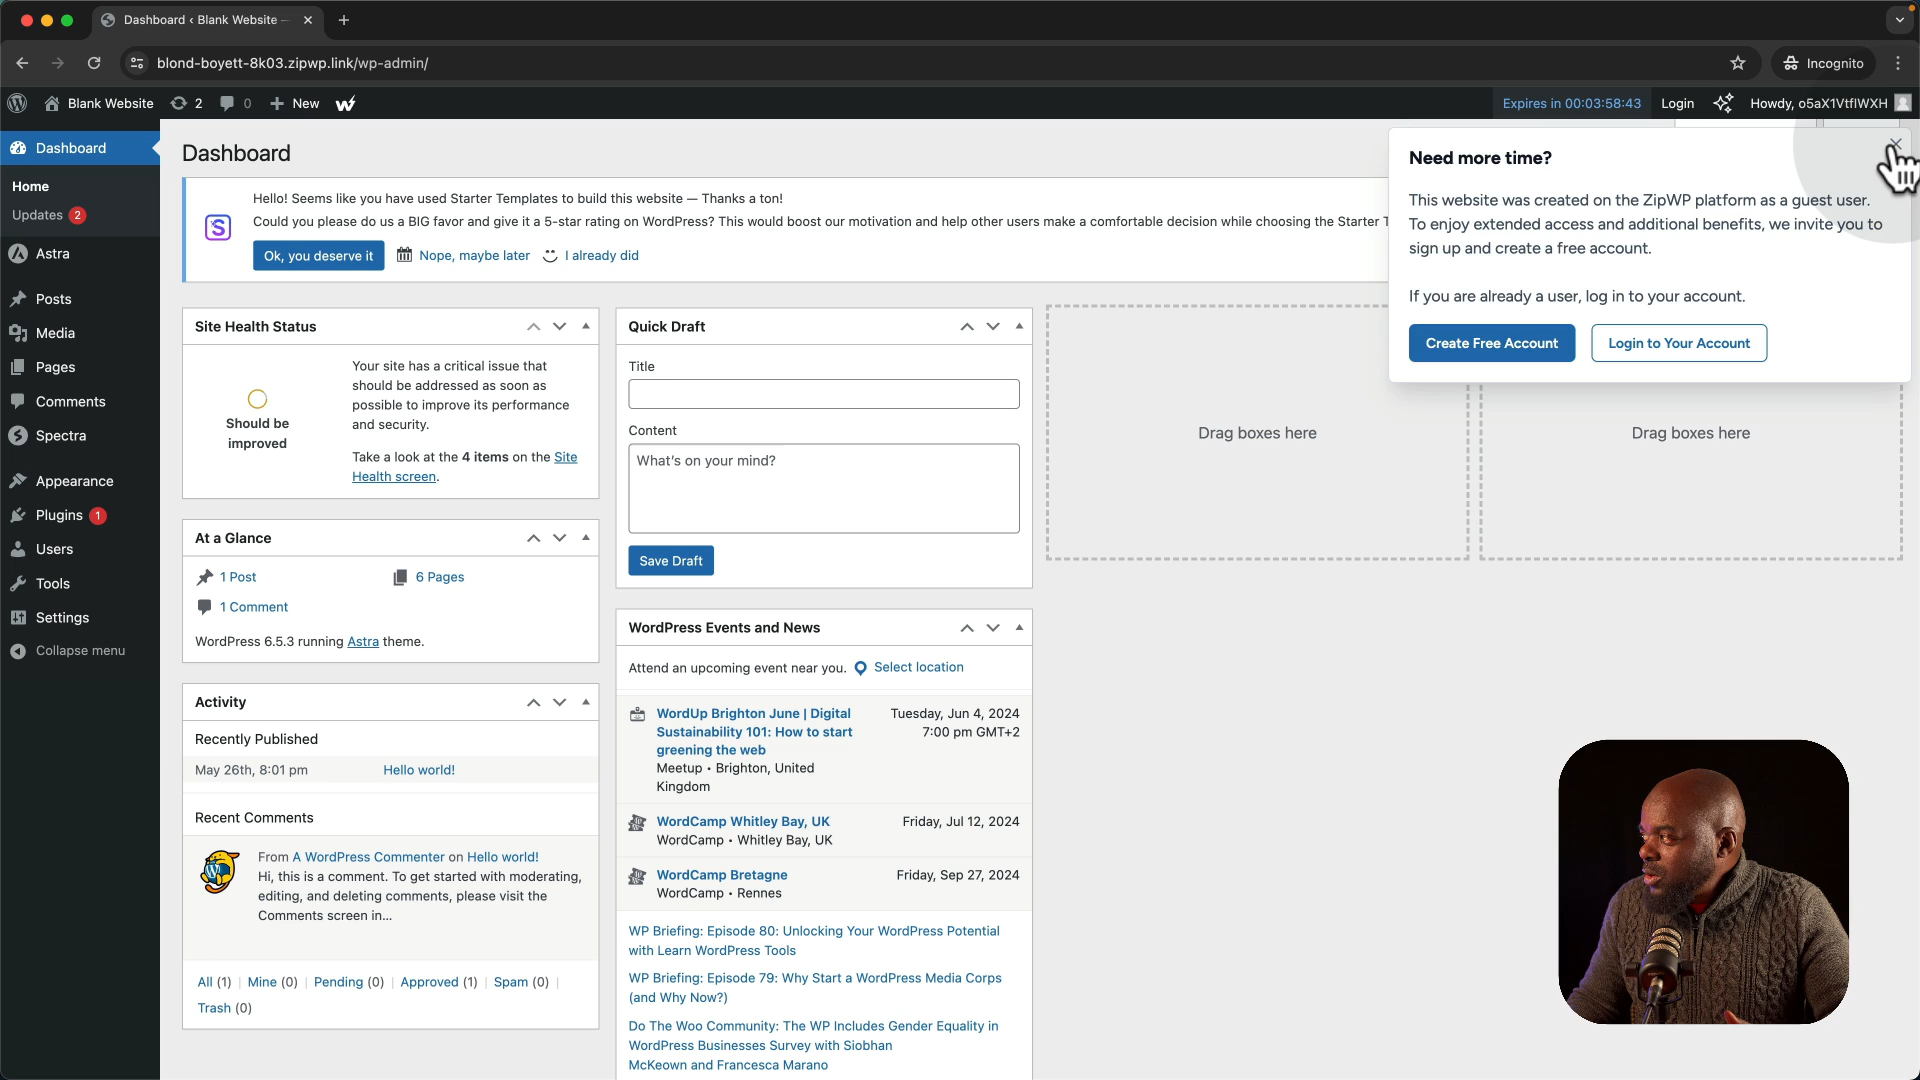 Dashboard ‹ Blank Website –
blond-boyett-8k03.zipwp.link/wp-admin/
Incognito
Blank Website
2
0
New
Expires in 00:03:58:43
Login
Howdy, o5aX1VtflWXH
Dashboard
Home
Updates 2
Astra
Posts
Media
Pages
Comments
Spectra
Appearance
Plugins 1
Users
Tools
Settings
Collapse menu
Dashboard
Hello! Seems like you have used Starter Templates to build this website — Thanks a ton!
Could you please do us a BIG favor and give it a 5-star rating on WordPress? This would boost our motivation and help other users make a comfortable decision while choosing the Starter T
Ok, you deserve it
Nope, maybe later
I already did
Need more time?
This website was created on the ZipWP platform as a guest user.
To enjoy extended access and additional benefits, we invite you to
sign up and create a free account.
If you are already a user, log in to your account.
Create Free Account
Login to Your Account
Site Health Status
Should be
improved
Your site has a critical issue that
should be addressed as soon as
possible to improve its performance
and security.
Take a look at the 4 items on the Site
Health screen.
At a Glance
1 Post
6 Pages
1 Comment
WordPress 6.5.3 running Astra theme.
Activity
Recently Published
May 26th, 8:01 pm
Hello world!
Recent Comments
From A WordPress Commenter on Hello world!
Hi, this is a comment. To get started with moderating,
editing, and deleting comments, please visit the
Comments screen in...
All (1) | Mine (0) | Pending (0) | Approved (1) | Spam (0) |
Trash (0)
Quick Draft
Title
Content
What's on your mind?
Save Draft
WordPress Events and News
Attend an upcoming event near you.
Select location
WordUp Brighton June | Digital
Sustainability 101: How to start
greening the web
Meetup • Brighton, United
Kingdom
Tuesday, Jun 4, 2024
7:00 pm GMT+2
WordCamp Whitley Bay, UK
WordCamp • Whitley Bay, UK
Friday, Jul 12, 2024
WordCamp Bretagne
WordCamp • Rennes
Friday, Sep 27, 2024
WP Briefing: Episode 80: Unlocking Your WordPress Potential
with Learn WordPress Tools
WP Briefing: Episode 79: Why Start a WordPress Media Corps
(and Why Now?)
Do The Woo Community: The WP Includes Gender Equality in
WordPress Businesses Survey with Siobhan
McKeown and Francesca Marano
Drag boxes here
Drag boxes here